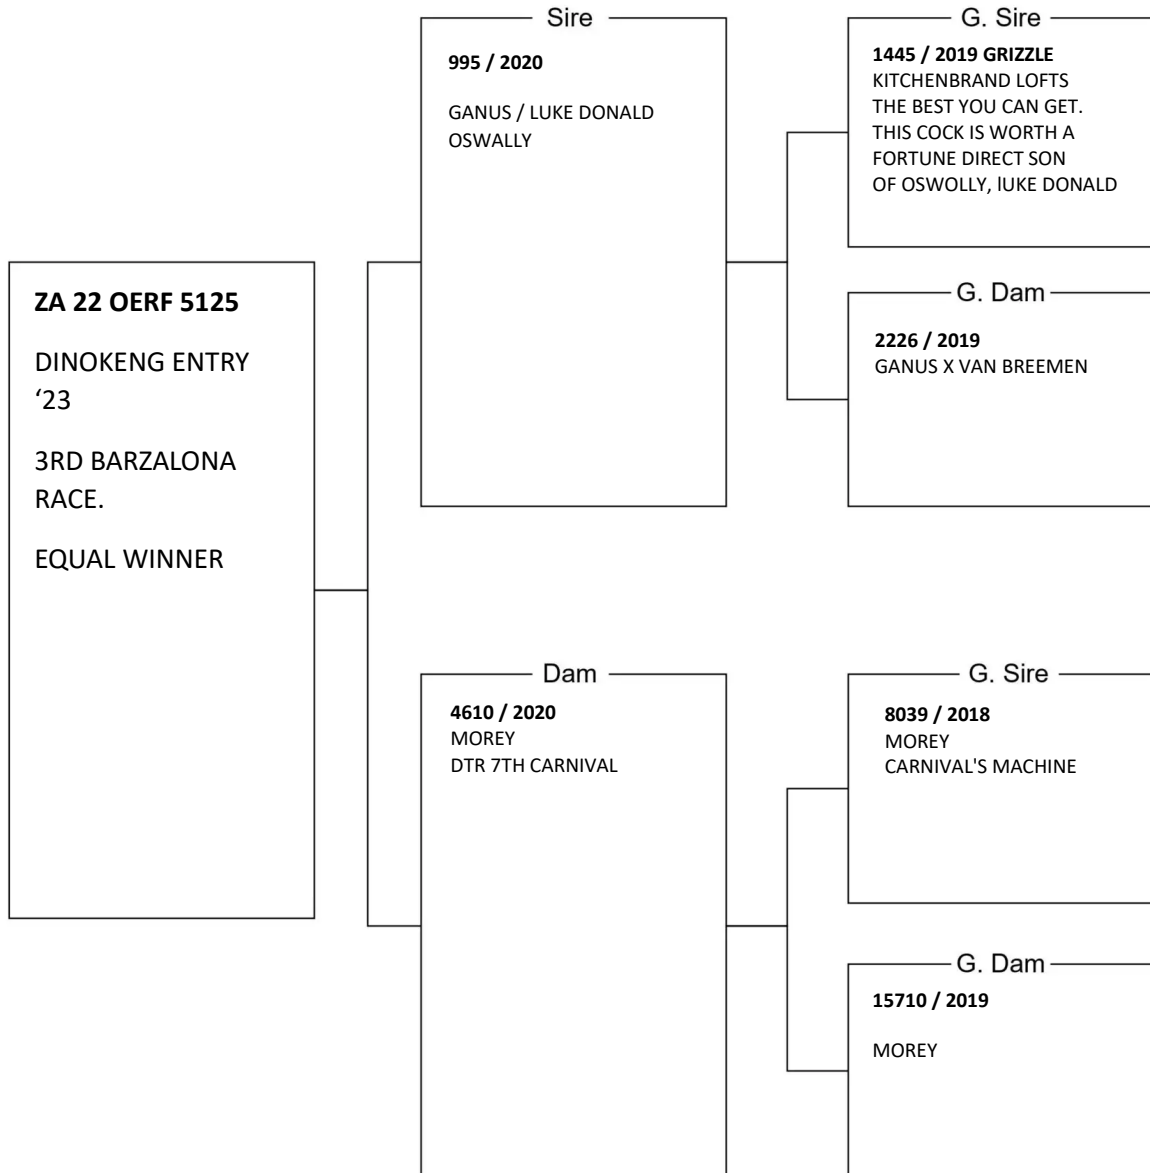 Sire
995 / 2020
GANUS / LUKE DONALD
OSWALLY
G. Sire
1445 / 2019 GRIZZLE
KITCHENBRAND LOFTS
THE BEST YOU CAN GET.
THIS COCK IS WORTH A
FORTUNE DIRECT SON
OF OSWOLLY, lUKE DONALD
ZA 22 OERF 5125
DINOKENG ENTRY
‘23
3RD BARZALONA
RACE.
EQUAL WINNER
G. Dam
2226 / 2019
GANUS X VAN BREEMEN
Dam
4610 / 2020
MOREY
DTR 7TH CARNIVAL
G. Sire
8039 / 2018
MOREY
CARNIVAL'S MACHINE
G. Dam
15710 / 2019
MOREY